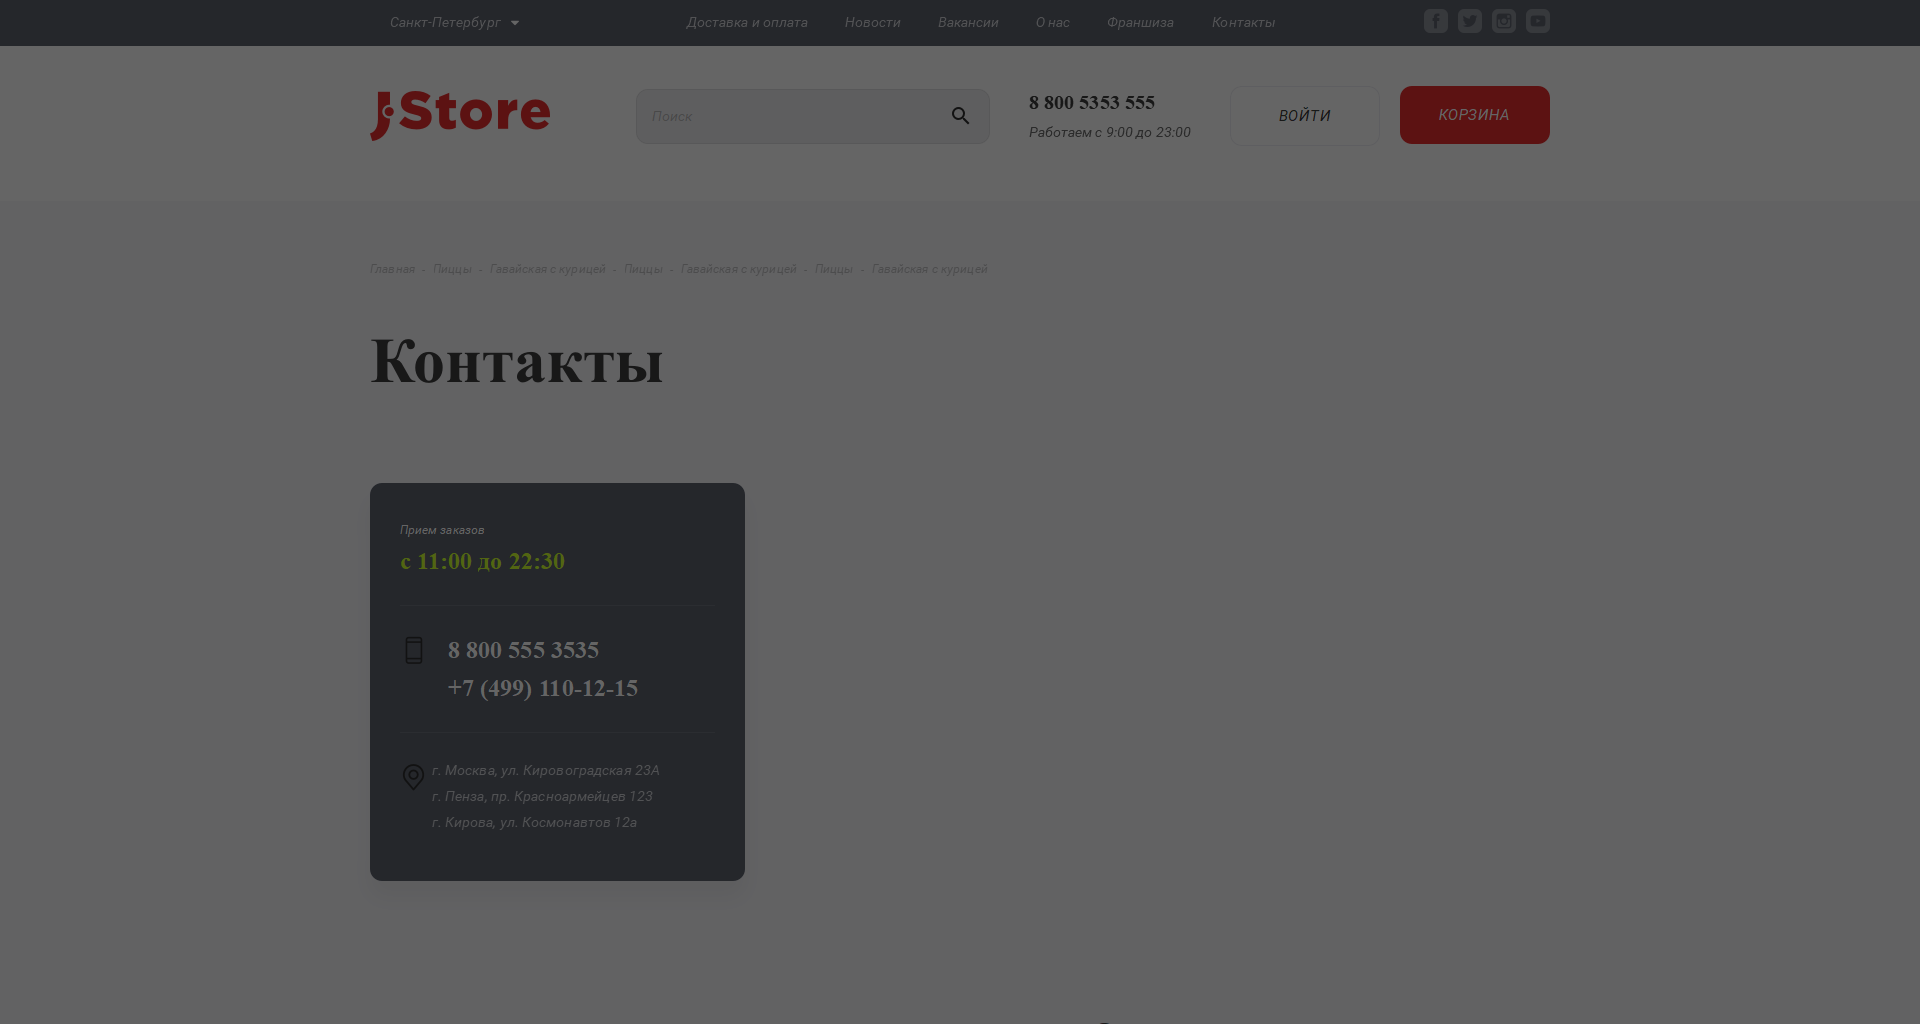 Санкт-Петербург
Доставка и оплата
Новости
Вакансии
О нас
Франшиза
Контакты
JStore
Поиск
8 800 5353 555
Работаем с 9:00 до 23:00
ВОЙТИ
КОРЗИНА
Главная - Пиццы - Гавайская с курицей - Пиццы - Гавайская с курицей - Пиццы - Гавайская с курицей
Контакты
Прием заказов
с 11:00 до 22:30
8 800 555 3535
+7 (499) 110-12-15
г. Москва, ул. Кировоградская 23А
г. Пенза, пр. Красноармейцев 123
г. Кирова, ул. Космонавтов 12а